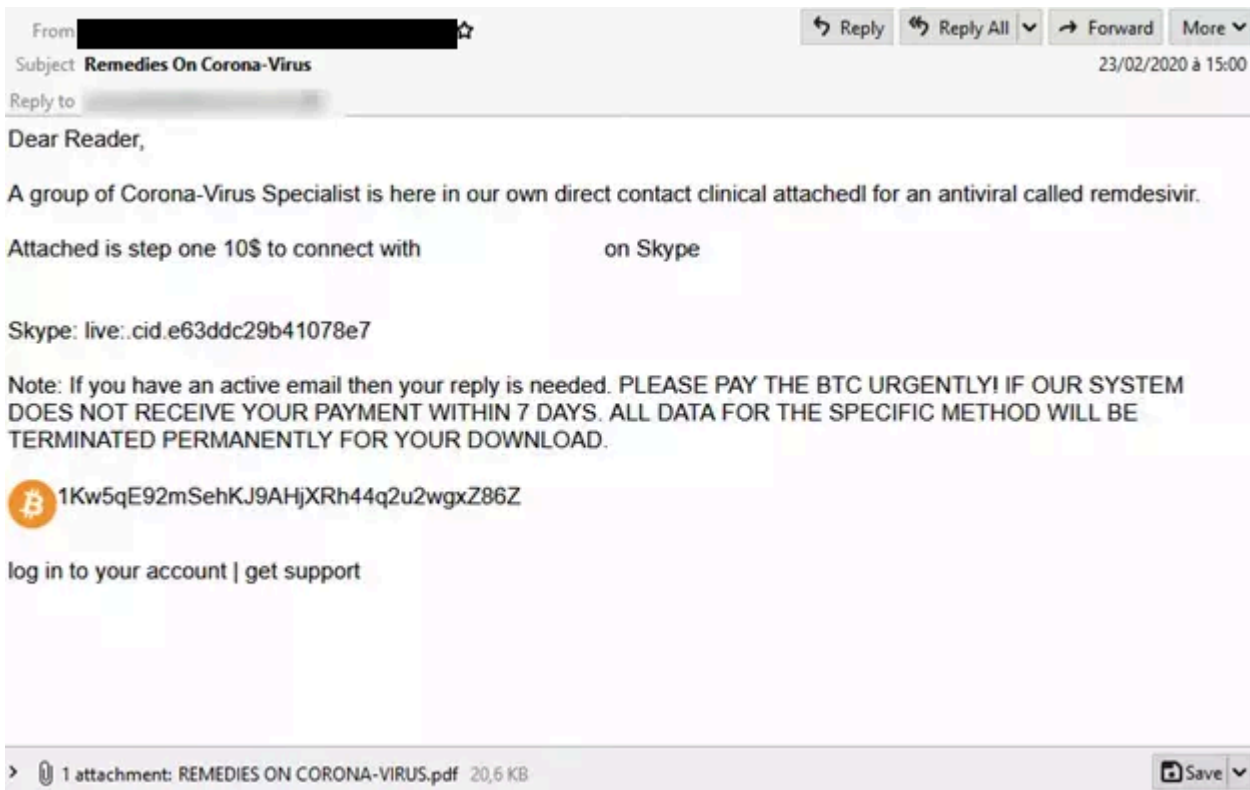 From
Reply Reply All Forward More
Subject Remedies On Corona-Virus
23/02/2020 à 15:00
Reply to
Dear Reader,
A group of Corona-Virus Specialist is here in our own direct contact clinical attachedl for an antiviral called remdesivir.
Attached is step one 10$ to connect with on Skype
Skype: live:.cid.e63ddc29b41078e7
Note: If you have an active email then your reply is needed. PLEASE PAY THE BTC URGENTLY! IF OUR SYSTEM
DOES NOT RECEIVE YOUR PAYMENT WITHIN 7 DAYS. ALL DATA FOR THE SPECIFIC METHOD WILL BE
TERMINATED PERMANENTLY FOR YOUR DOWNLOAD.
1Kw5qE92mSehKJ9AHjXRh44q2u2wgxZ86Z
log in to your account | get support
1 attachment: REMEDIES ON CORONA-VIRUS.pdf 20,6 KB
Save